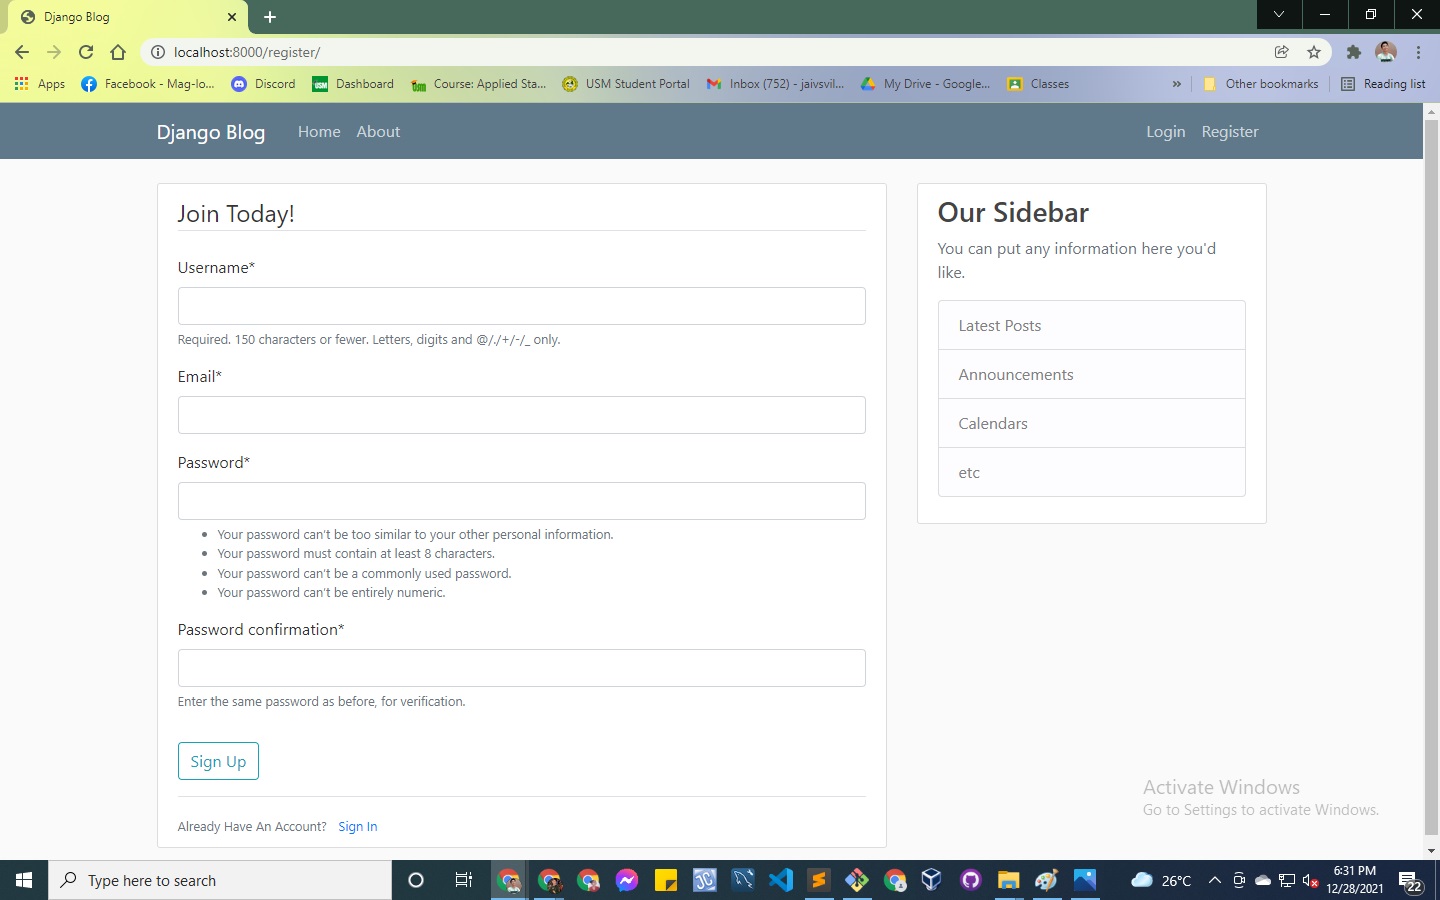 Django Blog
localhost:8000/register/
Apps
Facebook - Mag-lo...
Discord
Dashboard
Course: Applied Sta...
USM Student Portal
Inbox (752) - jaivsvil...
My Drive - Google...
Classes
»
Other bookmarks
Reading list
Django Blog
Home
About
Login
Register
Join Today!
Username*
Required. 150 characters or fewer. Letters, digits and @/./+/-/_ only.
Email*
Password*
• Your password can't be too similar to your other personal information.
• Your password must contain at least 8 characters.
• Your password can't be a commonly used password.
• Your password can't be entirely numeric.
Password confirmation*
Enter the same password as before, for verification.
Sign Up
Already Have An Account? Sign In
Our Sidebar
You can put any information here you'd
like.
Latest Posts
Announcements
Calendars
etc
Activate Windows
Go to Settings to activate Windows.
Type here to search
26°C
6:31 PM
12/28/2021
22